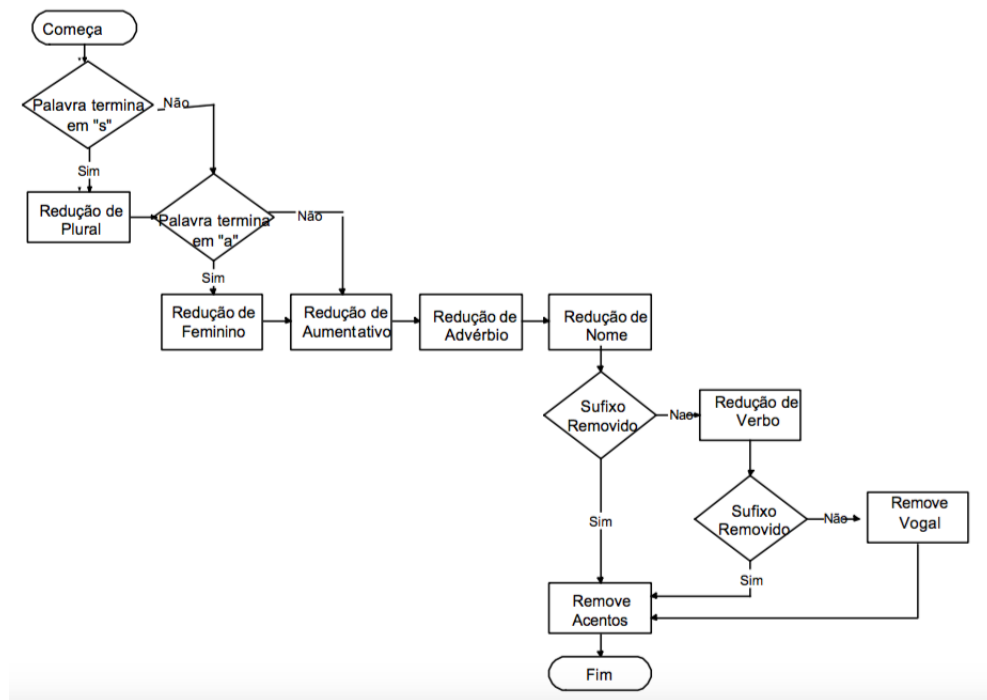 Começa
Palavra termina
em "s"
Não
Sim
Redução de
Plural
Palavra termina
em "a"
Não
Sim
Redução de
Feminino
Redução de
Aumentativo
Redução de
Advérbio
Redução de
Nome
Sufixo
Removido
Nao
Redução de
Verbo
Sim
Sufixo
Removido
Não
Remove
Vogal
Sim
Remove
Acentos
Fim